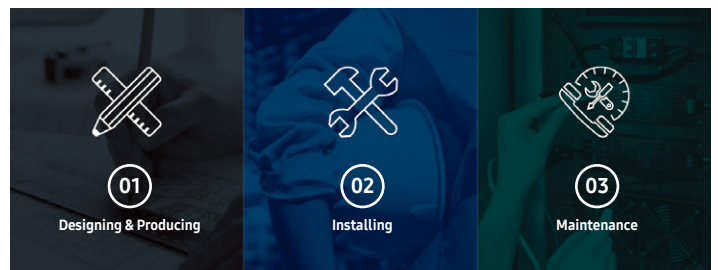 01
Designing & Producing
02
Installing
03
Maintenance